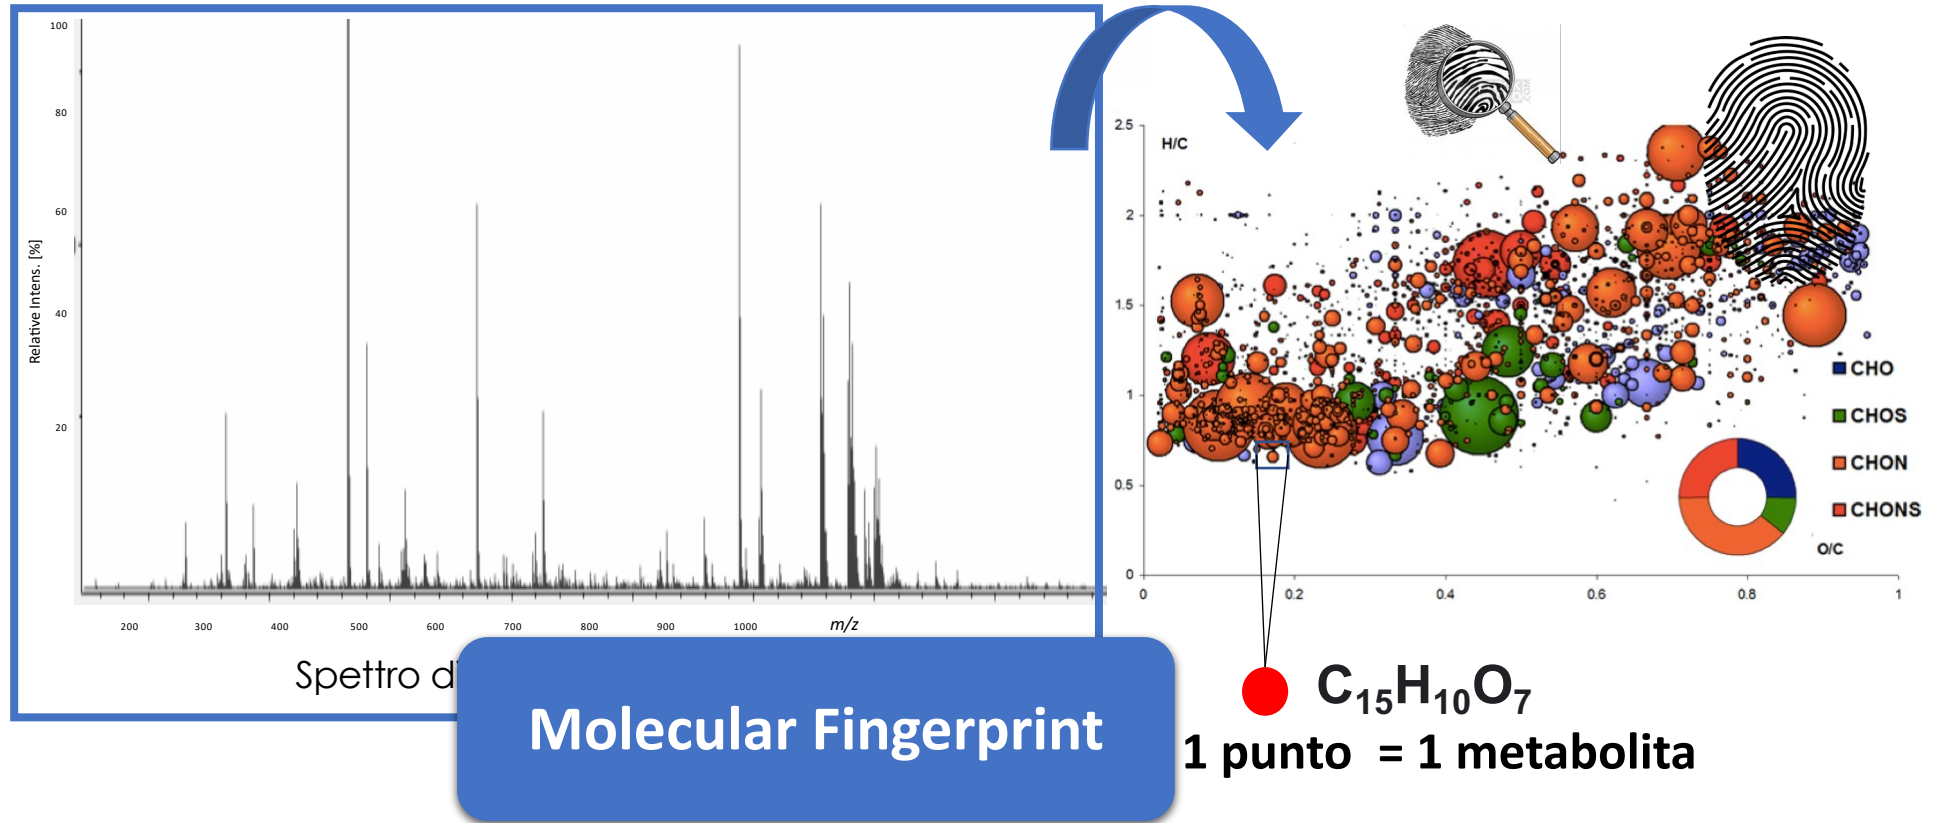 100
80
60
40
20
Relative Intens. [%]
200 300 400 500 600 700 800 900 1000 m/z
Spettro di
Molecular Fingerprint
2.5
2
1.5
1
0.5
0
H/C
0 0.2 0.4 0.6 0.8 1
O/C
CHO
CHOS
CHON
CHONS
C₁₅H₁₀O₇
1 punto = 1 metabolita